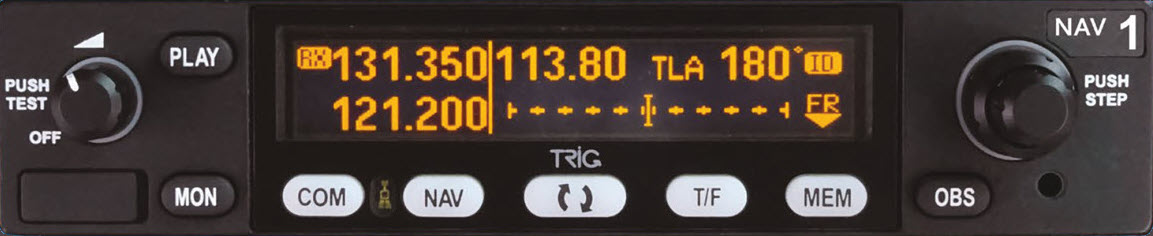 PUSH TEST
OFF
PLAY
MON
RX 131.350 113.80 TLA 180° ID
121.200 FR
TRIG
COM NAV T/F MEM
OBS
NAV 1
PUSH STEP